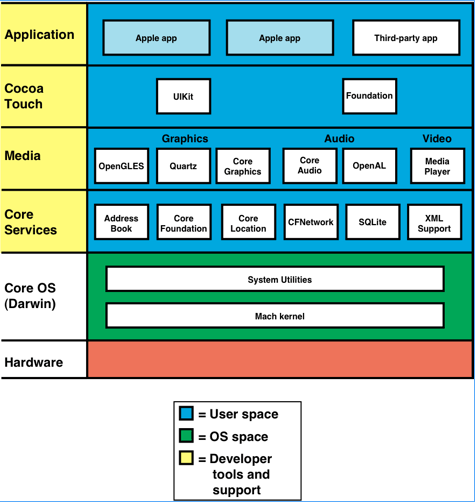 Application
Apple app
Apple app
Third-party app
Cocoa
Touch
UIKit
Foundation
Media
Graphics
Audio
Video
OpenGLES
Quartz
Core
Graphics
Core
Audio
OpenAL
Media
Player
Core
Services
Address
Book
Core
Foundation
Core
Location
CFNetwork
SQLite
XML
Support
Core OS
(Darwin)
System Utilities
Mach kernel
Hardware
= User space
= OS space
= Developer
tools and
support